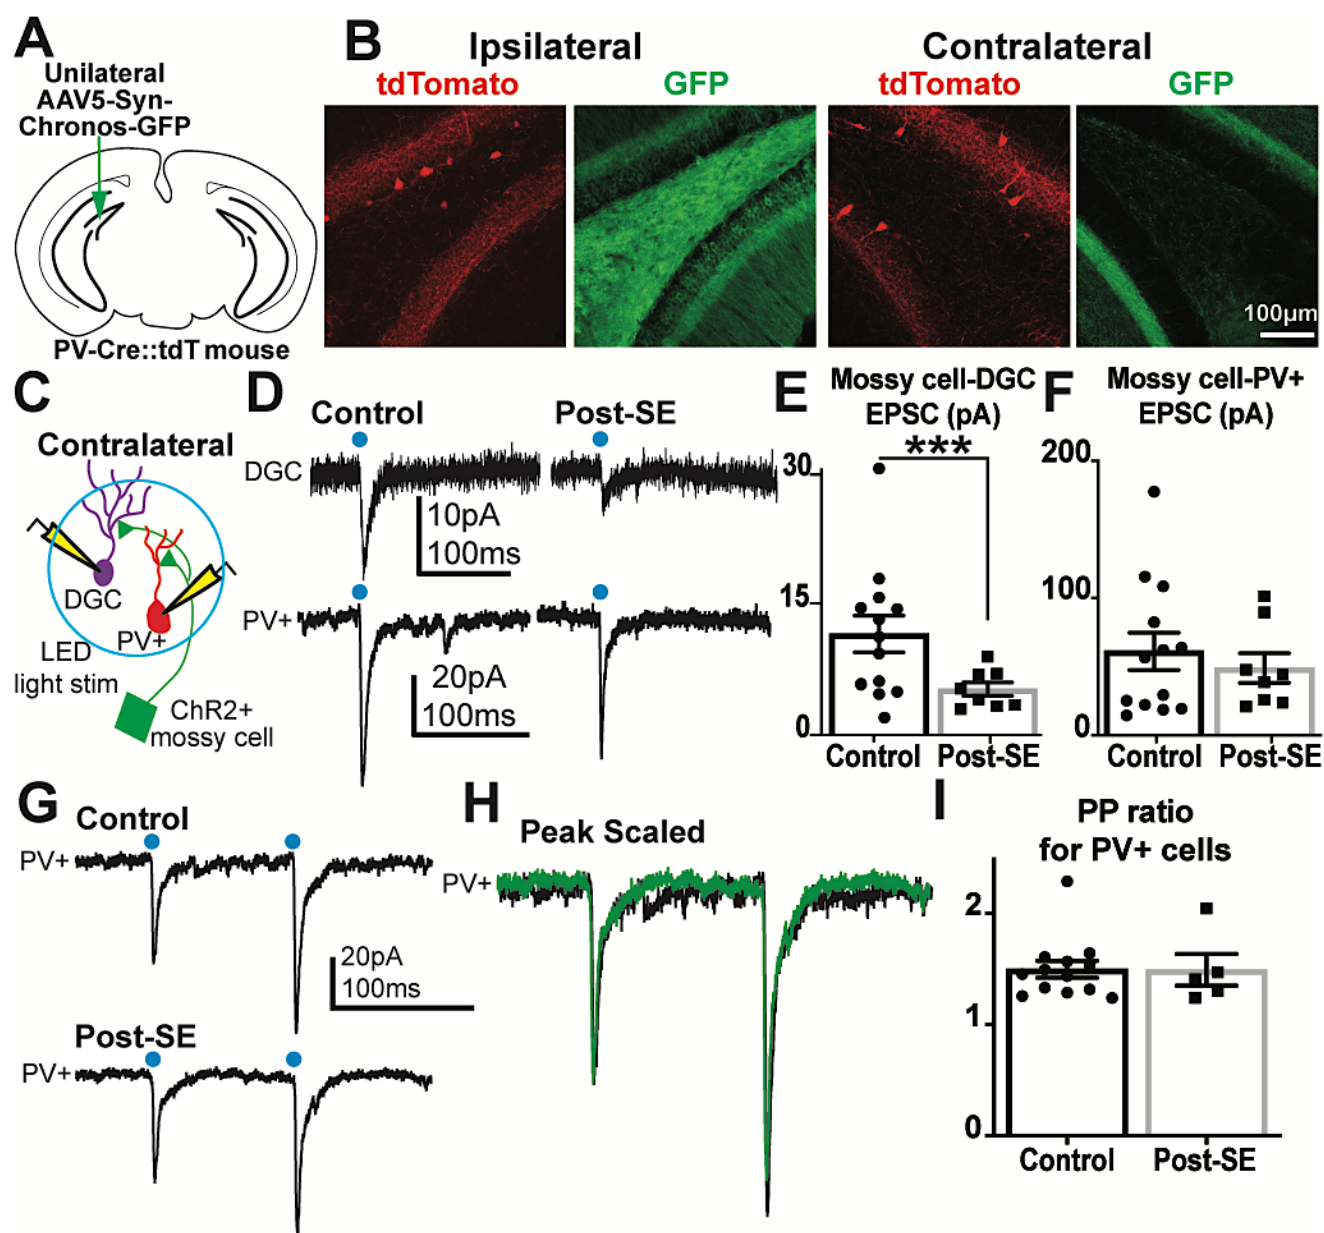 A
Unilateral
AAV5-Syn-
Chronos-GFP
PV-Cre::tdT mouse
B
Ipsilateral
Contralateral
tdTomato
GFP
tdTomato
GFP
100µm
C
Contralateral
DGC
PV+
LED
light stim
ChR2+
mossy cell
D
Control
Post-SE
DGC
10pA
100ms
PV+
20pA
100ms
E
Mossy cell-DGC
EPSC (pA)
***
30
15
0
Control
Post-SE
F
Mossy cell-PV+
EPSC (pA)
200
100
0
Control
Post-SE
G
Control
PV+
20pA
100ms
Post-SE
PV+
H
Peak Scaled
PV+
I
PP ratio
for PV+ cells
2
1
0
Control
Post-SE